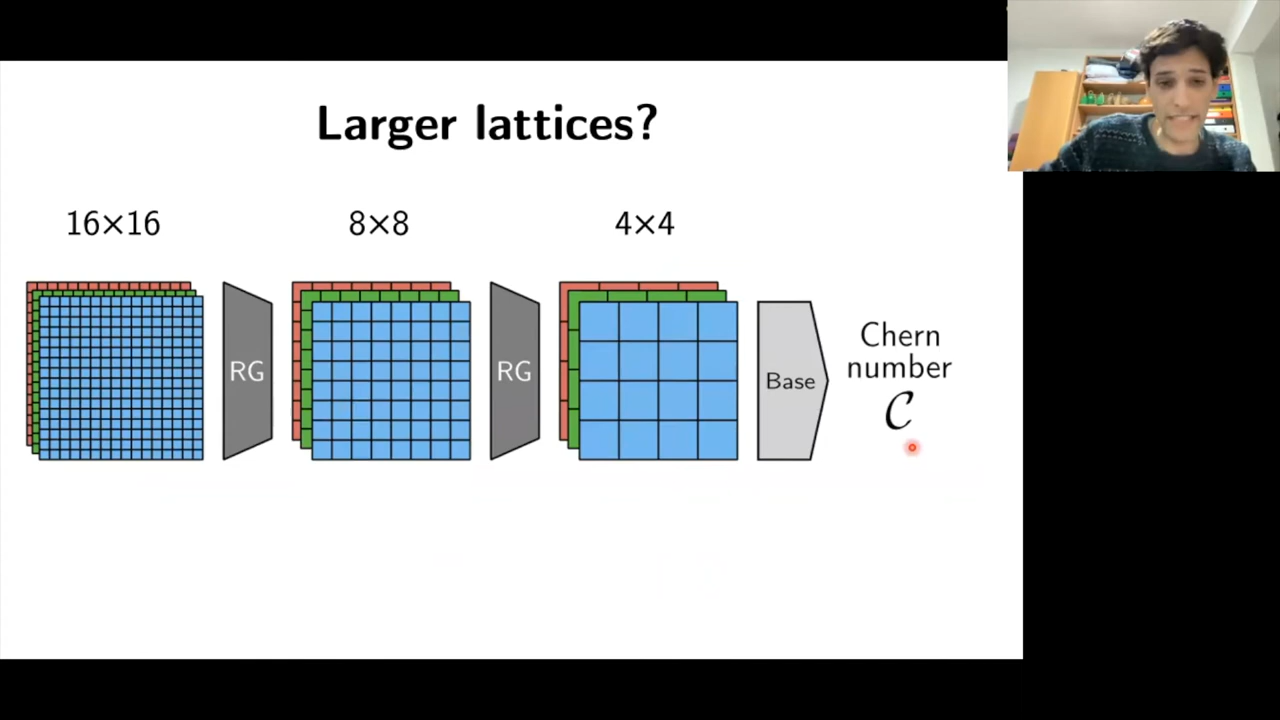 Larger lattices?
16×16
8×8
4×4
RG
RG
Base
Chern
number
C